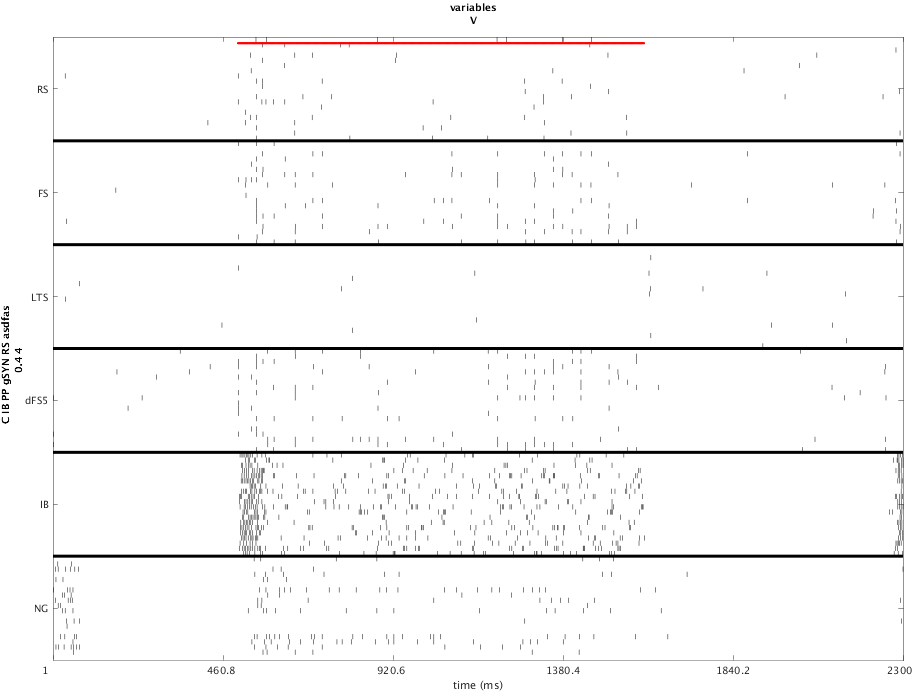 variables
V
C IB PP gSYN RS asdfas
0.4 4
RS
FS
LTS
dFS5
IB
NG
1 460.8 920.6 1380.4 1840.2 2300
time (ms)